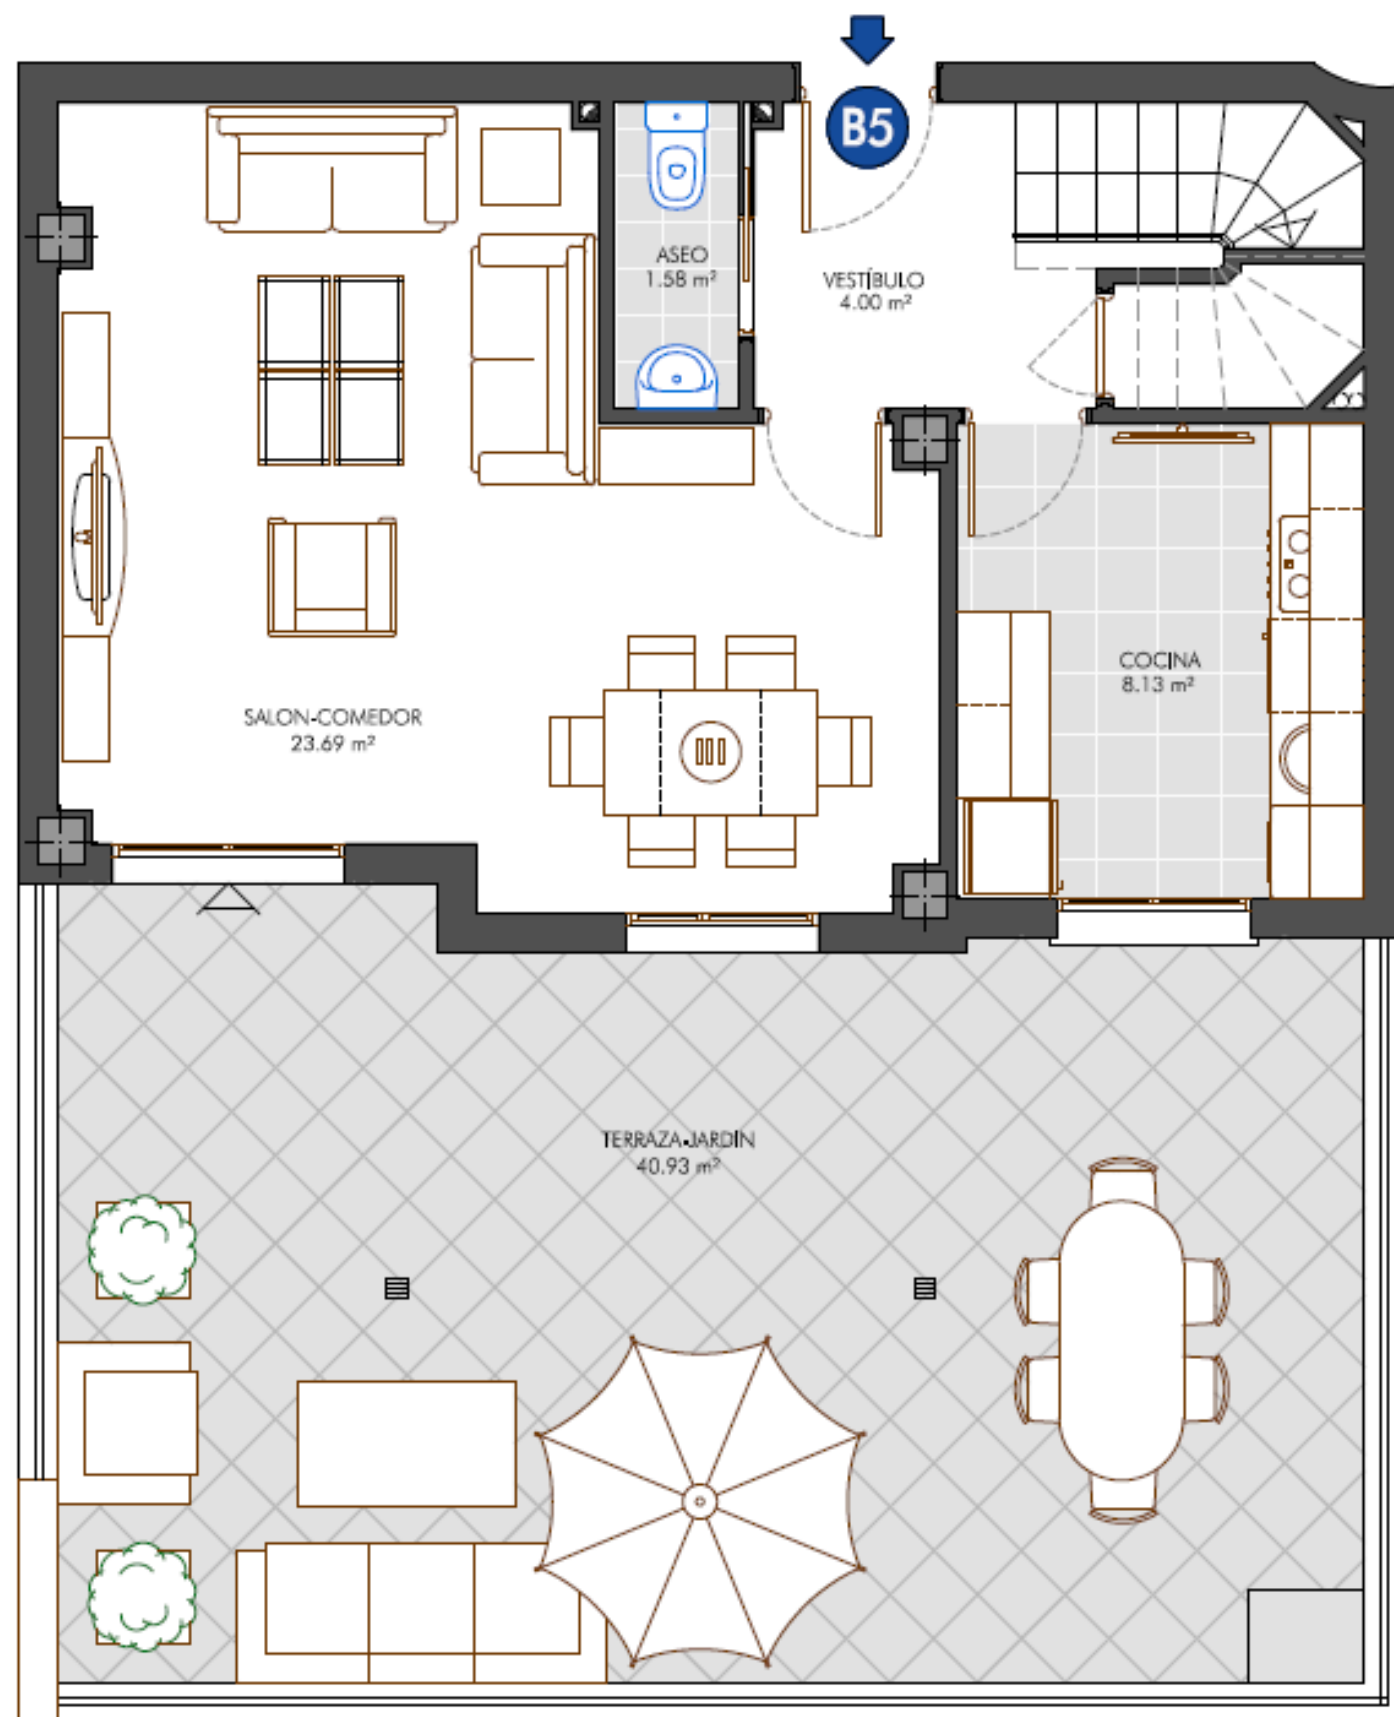 B5
ASEO
1.58 m²
VESTÍBULO
4.00 m²
COCINA
8.13 m²
SALON-COMEDOR
23.69 m²
TERRAZA-JARDÍN
40.93 m²